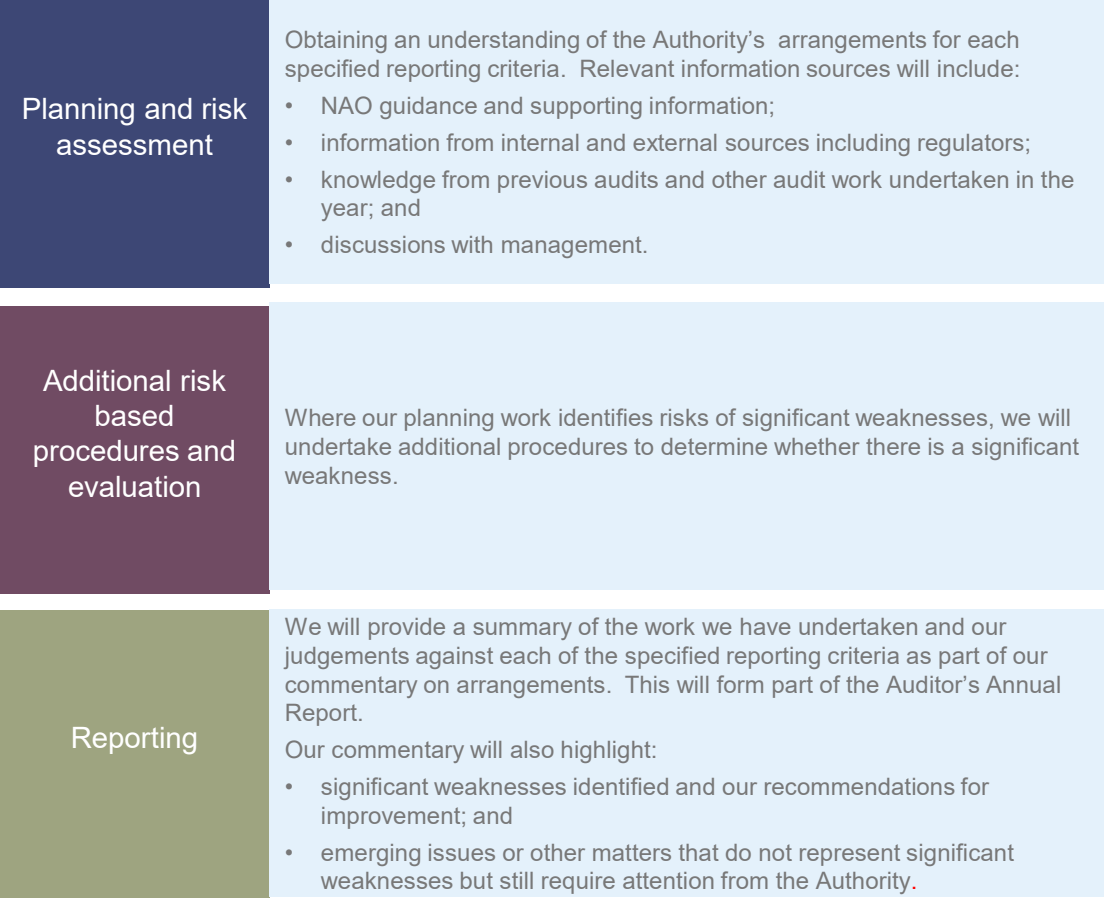 Planning and risk
assessment
Obtaining an understanding of the Authority’s  arrangements for each
specified reporting criteria.  Relevant information sources will include:
• NAO guidance and supporting information;
• information from internal and external sources including regulators;
• knowledge from previous audits and other audit work undertaken in the
year; and
• discussions with management.
Additional risk
based
procedures and
evaluation
Where our planning work identifies risks of significant weaknesses, we will
undertake additional procedures to determine whether there is a significant
weakness.
Reporting
We will provide a summary of the work we have undertaken and our
judgements against each of the specified reporting criteria as part of our
commentary on arrangements.  This will form part of the Auditor’s Annual
Report.
Our commentary will also highlight:
• significant weaknesses identified and our recommendations for
improvement; and
• emerging issues or other matters that do not represent significant
weaknesses but still require attention from the Authority.